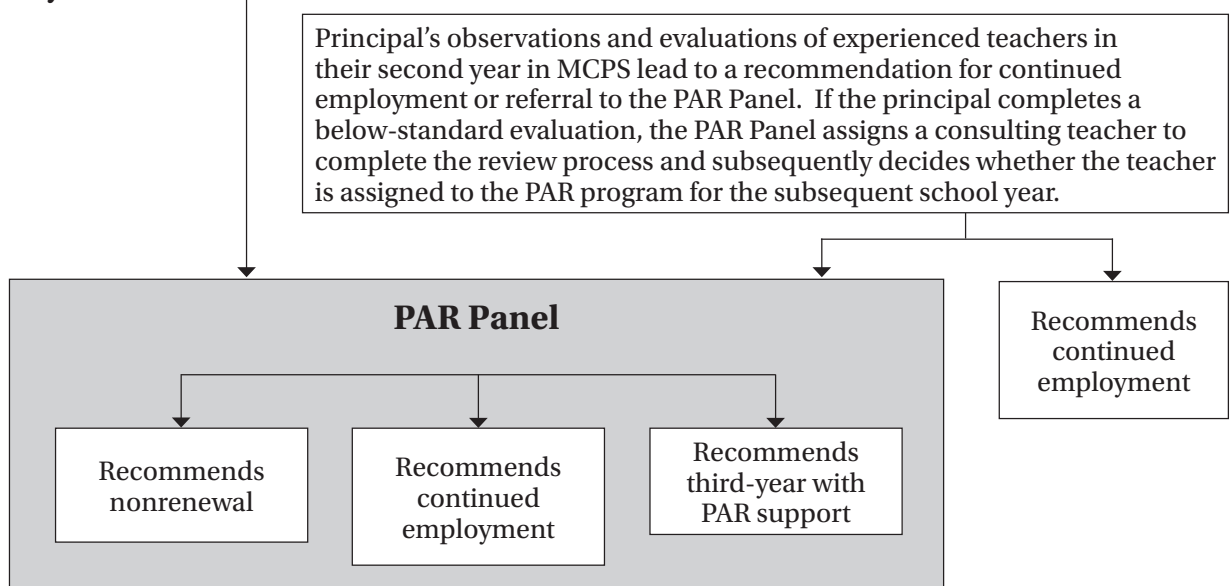 Principal's observations and evaluations of experienced teachers in
their second year in MCPS lead to a recommendation for continued
employment or referral to the PAR Panel. If the principal completes a
below-standard evaluation, the PAR Panel assigns a consulting teacher to
complete the review process and subsequently decides whether the teacher
is assigned to the PAR program for the subsequent school year.
PAR Panel
Recommends
continued
employment
Recommends
nonrenewal
Recommends
continued
employment
Recommends
third-year with
PAR support